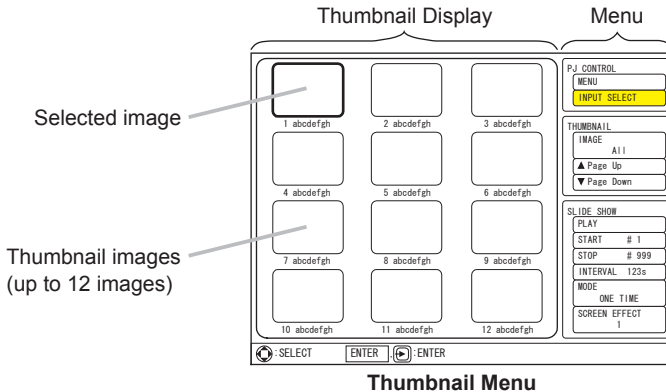 Thumbnail Display
Menu
Selected image
Thumbnail images
(up to 12 images)
1 abcdefgh
2 abcdefgh
3 abcdefgh
4 abcdefgh
5 abcdefgh
6 abcdefgh
7 abcdefgh
8 abcdefgh
9 abcdefgh
10 abcdefgh
11 abcdefgh
12 abcdefgh
PJ CONTROL
MENU
INPUT SELECT
THUMBNAIL
IMAGE
All
▲ Page Up
▼ Page Down
SLIDE SHOW
PLAY
START # 1
STOP # 999
INTERVAL 123s
MODE
ONE TIME
SCREEN EFFECT
1
:SELECT ENTER , :ENTER
Thumbnail Menu